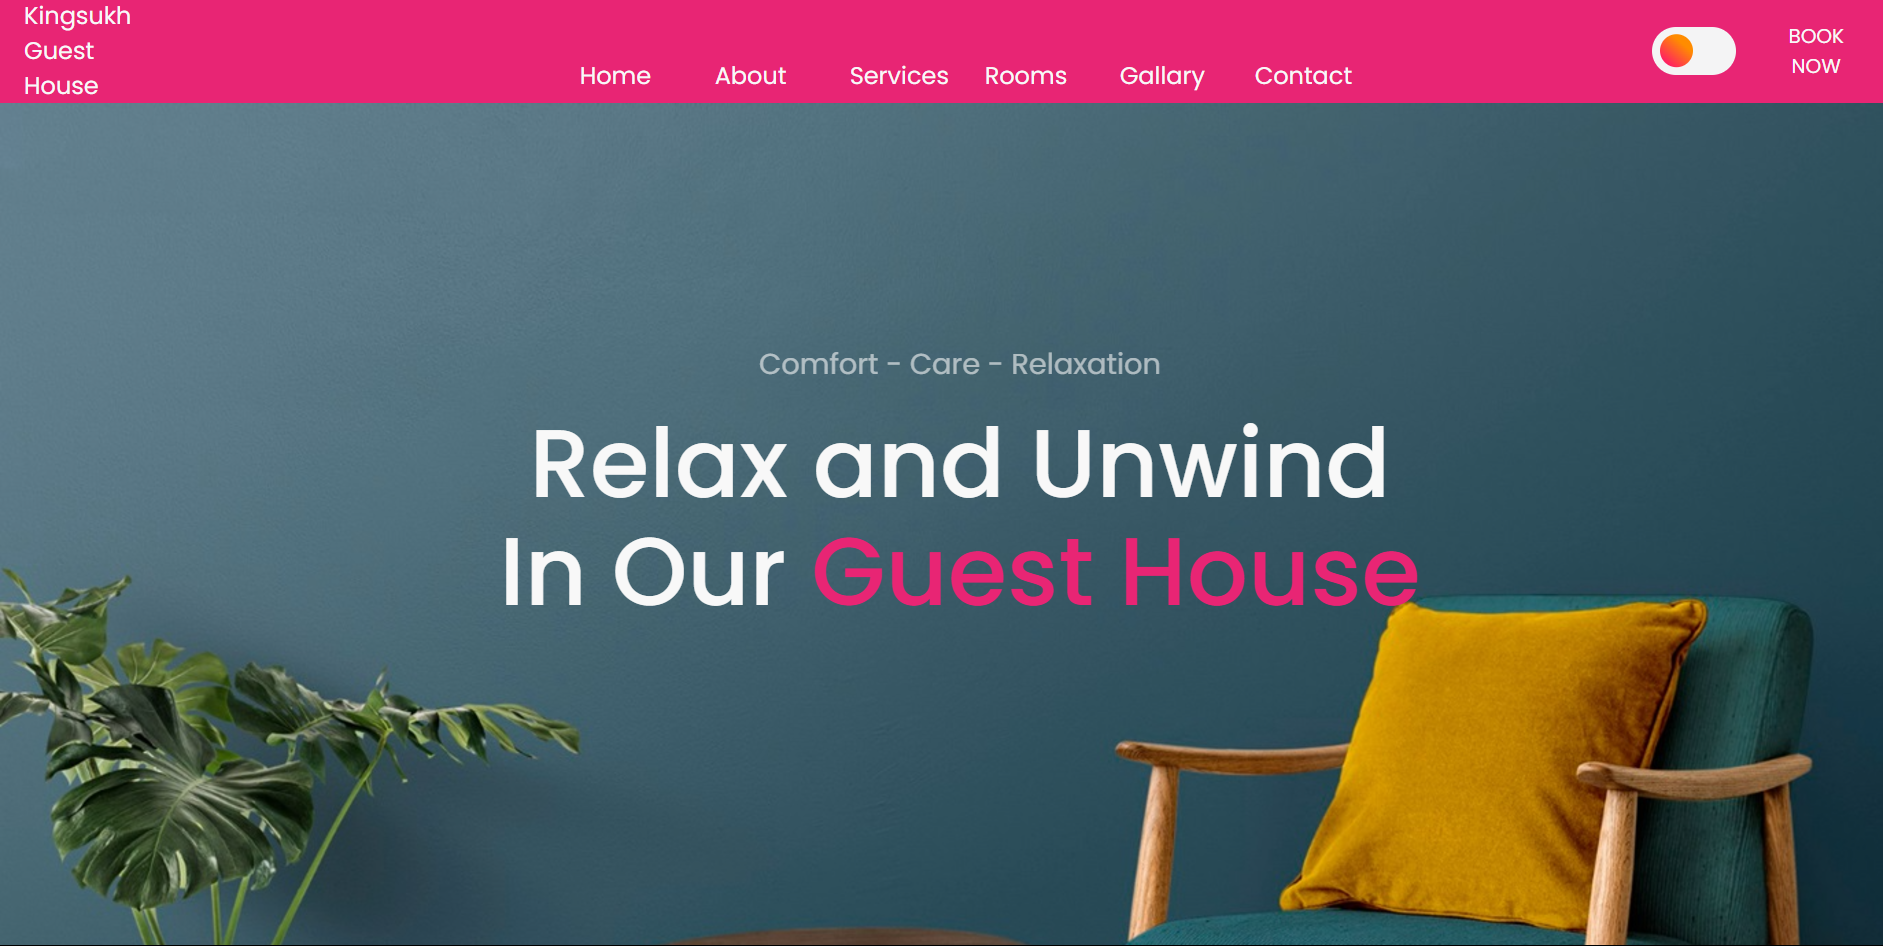 Kingsukh
Guest
House
Home About Services Rooms Gallary Contact
BOOK
NOW
Comfort - Care - Relaxation
Relax and Unwind
In Our Guest House